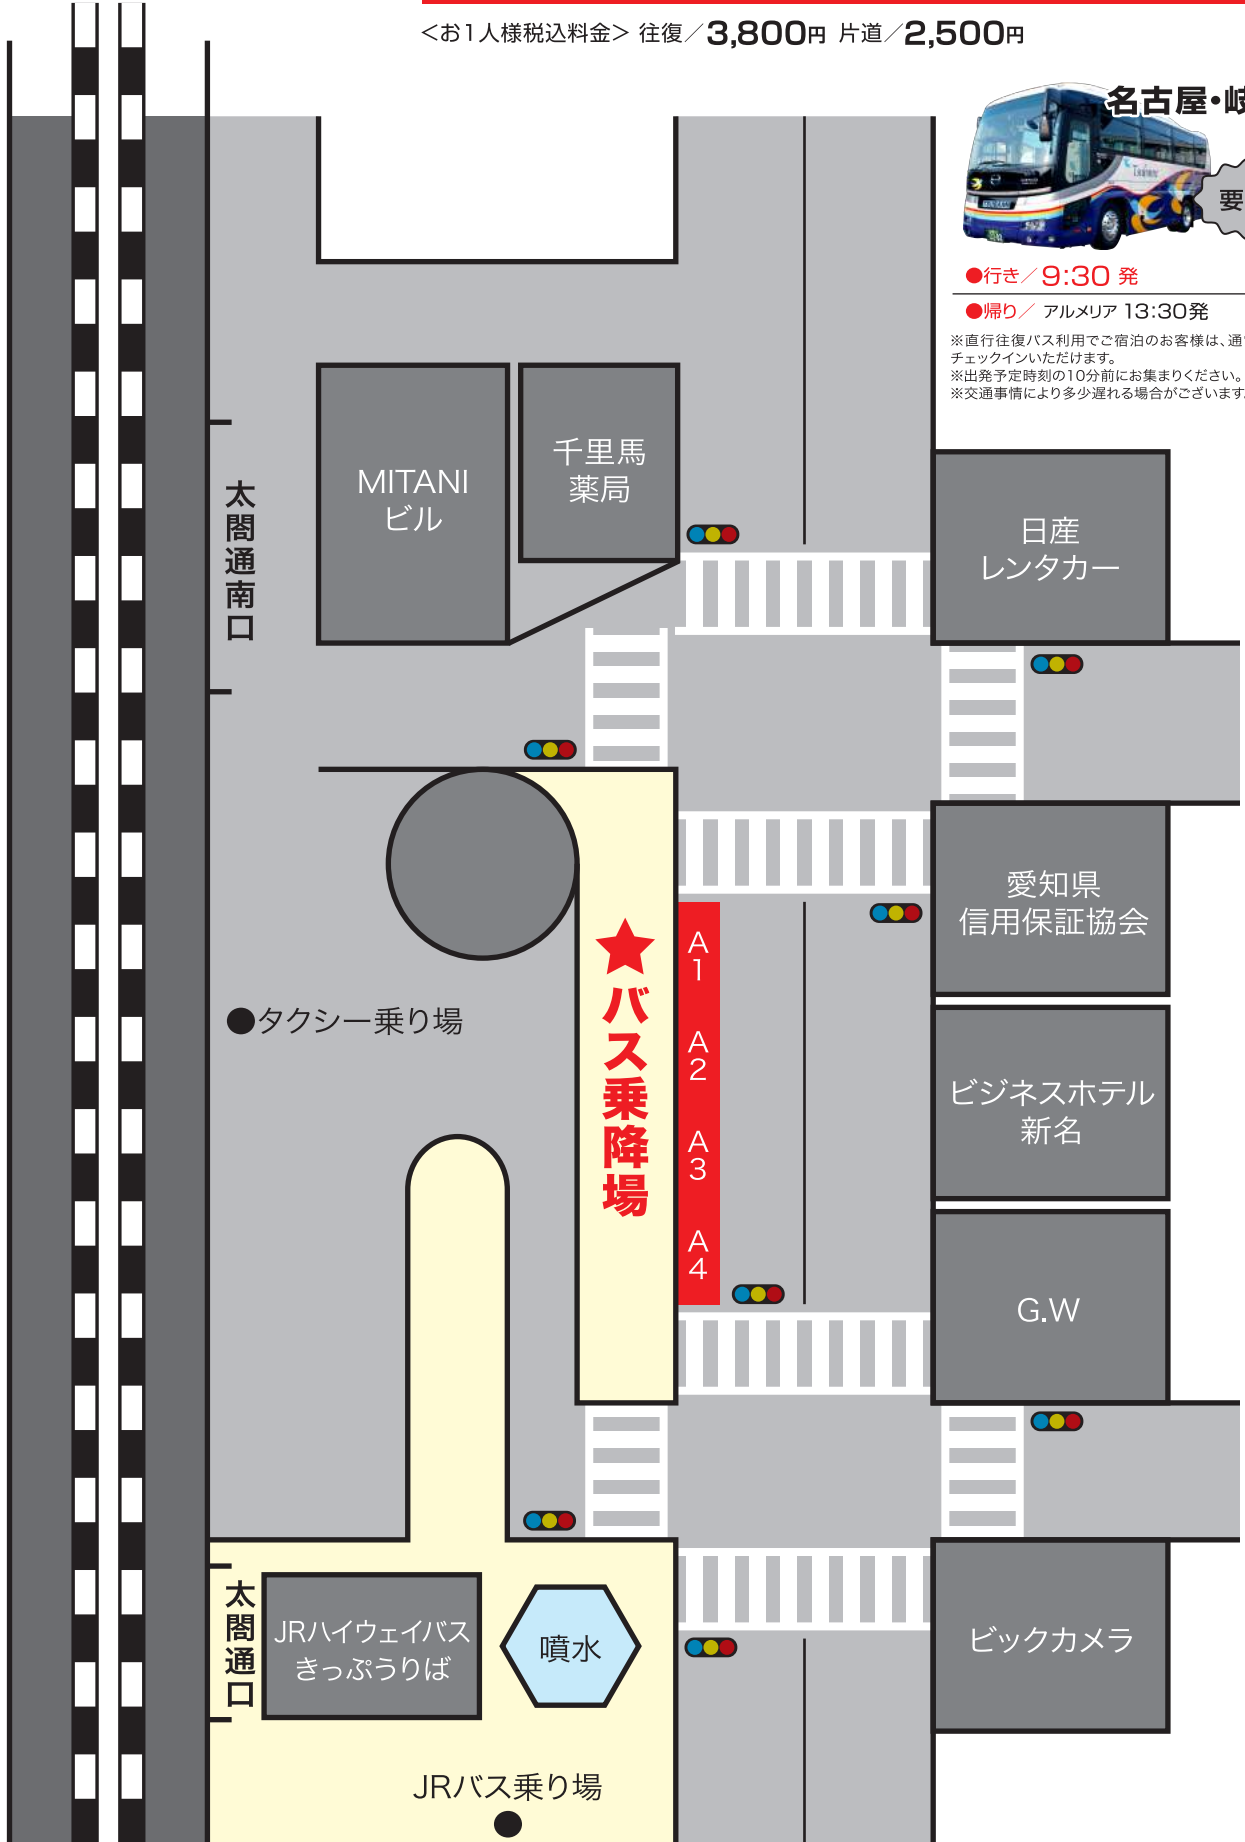 ＜お1人様税込料金＞ 往復／3,800円 片道／2,500円
名古屋・岐
要
●行き／9:30 発
●帰り／ アルメリア 13:30発
※直行往復バス利用でご宿泊のお客様は、通
チェックインいただけます。
※出発予定時刻の10分前にお集まりください。
※交通事情により多少遅れる場合がございます
MITANI
ビル
千里馬
薬局
太閤通南口
日産
レンタカー
愛知県
信用保証協会
★バス乗降場
A1
A2
A3
A4
●タクシー乗り場
ビジネスホテル
新名
G.W
太閤通口
JRハイウェイバス
きっぷうりば
噴水
ビックカメラ
JRバス乗り場